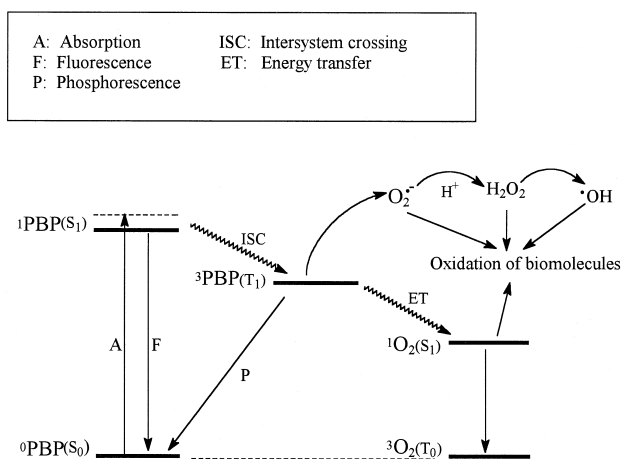 A: Absorption ISC: Intersystem crossing
F: Fluorescence ET: Energy transfer
P: Phosphorescence
O₂•⁻ H⁺ H₂O₂ •OH
¹PBP(S₁)
ISC
Oxidation of biomolecules
³PBP(T₁)
ET
A F
¹O₂(S₁)
P
⁰PBP(S₀) ³O₂(T₀)